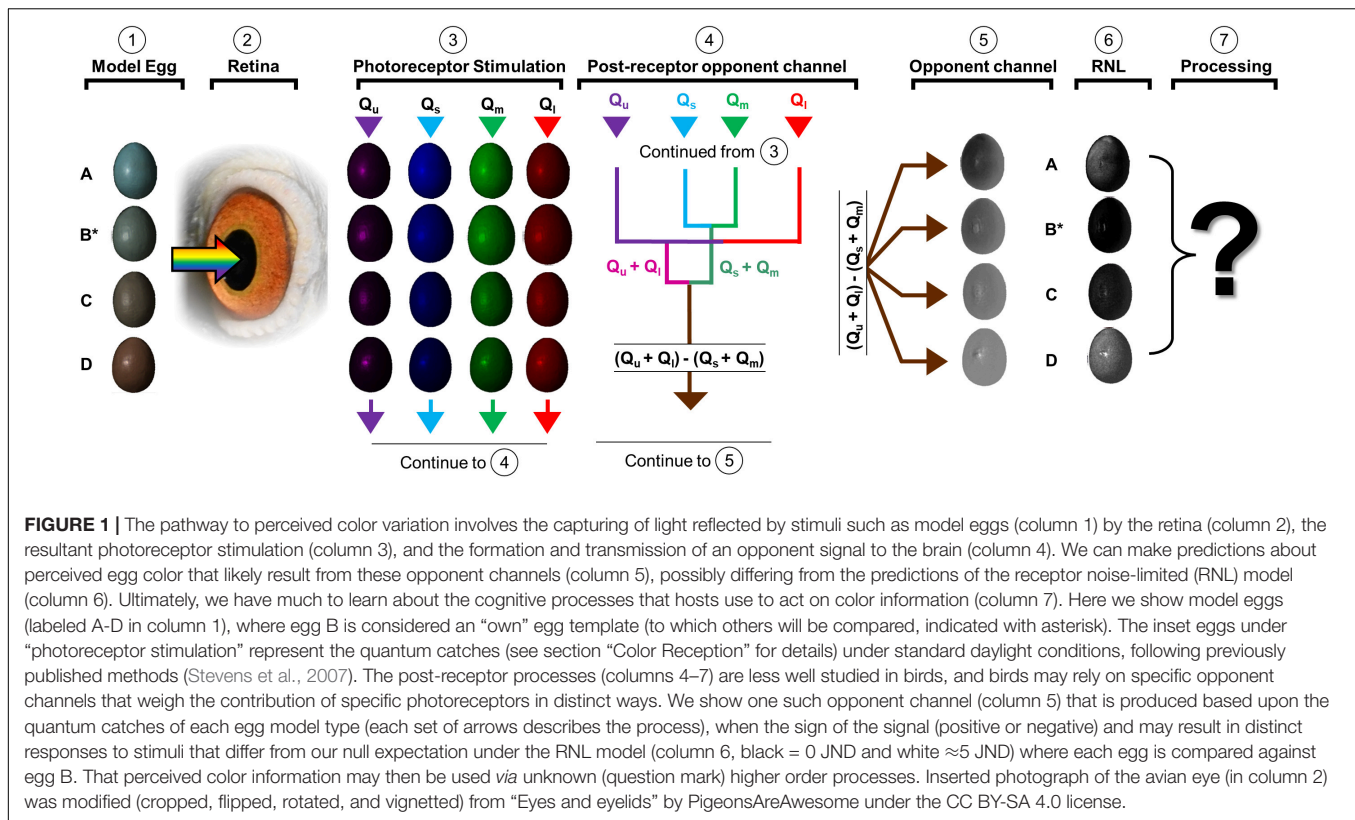 1 2 3 4 5 6 7
Model Egg Retina Photoreceptor Stimulation Post-receptor opponent channel Opponent channel RNL Processing
Qu Qs Qm Ql Qu Qs Qm Ql
Continued from 3
A
B*
C
D
Qu + Ql Qs + Qm
(Qu + Ql) - (Qs + Qm)
Continue to 4
Continue to 5
(Qu + Ql) - (Qs + Qm)
A
B*
C
D
?
FIGURE 1 | The pathway to perceived color variation involves the capturing of light reflected by stimuli such as model eggs (column 1) by the retina (column 2), the
resultant photoreceptor stimulation (column 3), and the formation and transmission of an opponent signal to the brain (column 4). We can make predictions about
perceived egg color that likely result from these opponent channels (column 5), possibly differing from the predictions of the receptor noise-limited (RNL) model
(column 6). Ultimately, we have much to learn about the cognitive processes that hosts use to act on color information (column 7). Here we show model eggs
(labeled A-D in column 1), where egg B is considered an “own” egg template (to which others will be compared, indicated with asterisk). The inset eggs under
“photoreceptor stimulation” represent the quantum catches (see section “Color Reception” for details) under standard daylight conditions, following previously
published methods (Stevens et al., 2007). The post-receptor processes (columns 4–7) are less well studied in birds, and birds may rely on specific opponent
channels that weigh the contribution of specific photoreceptors in distinct ways. We show one such opponent channel (column 5) that is produced based upon the
quantum catches of each egg model type (each set of arrows describes the process), when the sign of the signal (positive or negative) and may result in distinct
responses to stimuli that differ from our null expectation under the RNL model (column 6, black = 0 JND and white ≈5 JND) where each egg is compared against
egg B. That perceived color information may then be used via unknown (question mark) higher order processes. Inserted photograph of the avian eye (in column 2)
was modified (cropped, flipped, rotated, and vignetted) from “Eyes and eyelids” by PigeonsAreAwesome under the CC BY-SA 4.0 license.